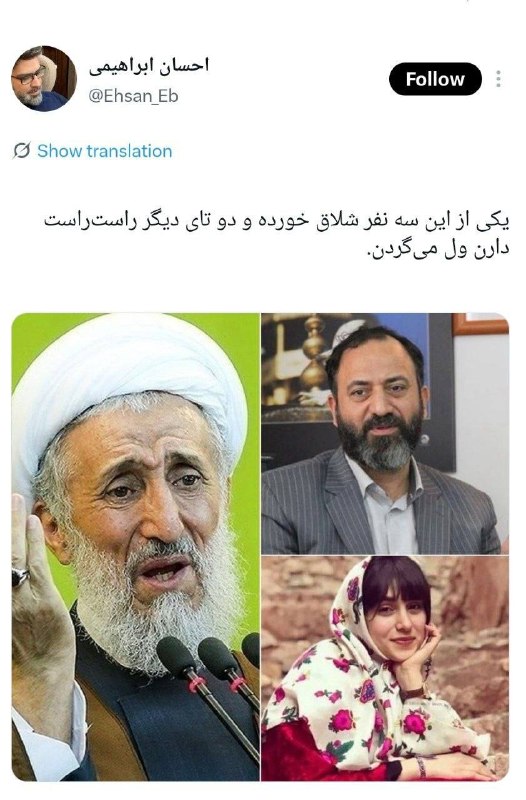 احسان ابراهیمی
@Ehsan_Eb
Follow
Show translation
یکی از این سه نفر شلاق خورده و دو تای دیگر راست‌راست
دارن ول می‌گردن.